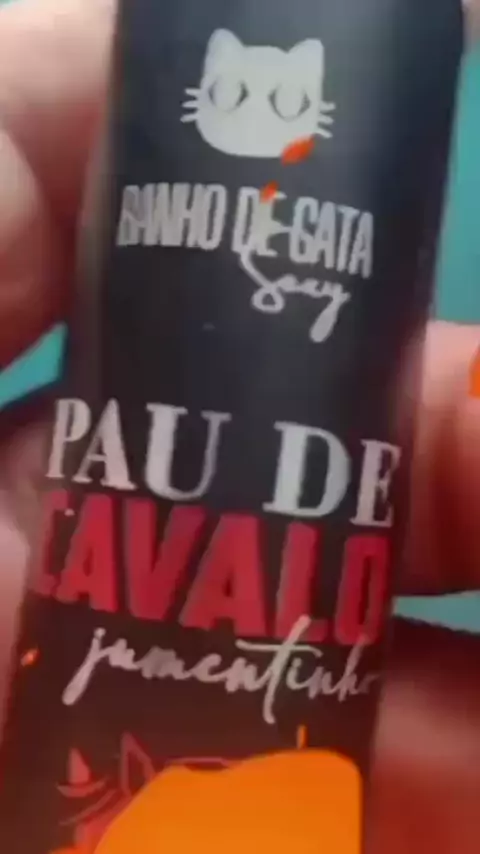 BANHO DE GATA
Sexy
PAU DE
CAVALO
jumentinho